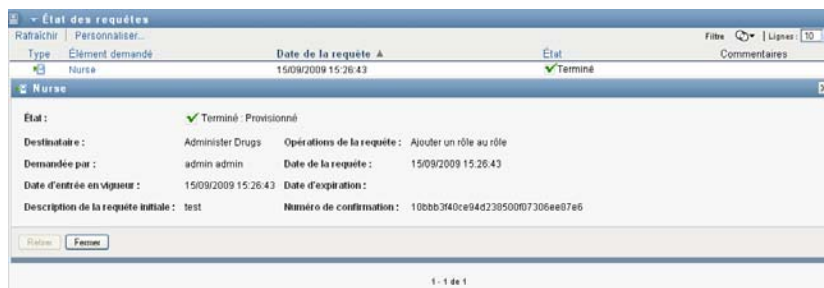 État des requêtes
Rafraîchir | Personnaliser... Filtre | Lignes : 10
Type Élément demandé Date de la requête État Commentaires
Nurse 15/09/2009 15:26:43 Terminé
Nurse
État : Terminé : Provisionné
Destinataire : Administer Drugs Opérations de la requête : Ajouter un rôle au rôle
Demandée par : admin admin Date de la requête : 15/09/2009 15:26:43
Date d'entrée en vigueur : 15/09/2009 15:26:43 Date d'expiration :
Description de la requête initiale : test Numéro de confirmation : 10bbb3f40ce94d238500f07306ee87e6
Retirer Fermer
1 - 1 de 1